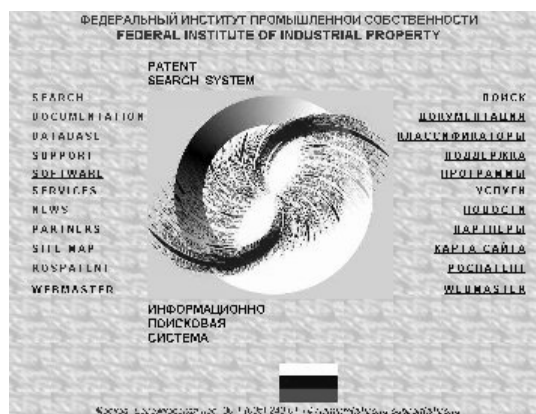 ФЕДЕРАЛЬНЫЙ ИНСТИТУТ ПРОМЫШЛЕННОЙ СОБСТВЕННОСТИ
FEDERAL INSTITUTE OF INDUSTRIAL PROPERTY
PATENT
SEARCH SYSTEM
SEARCH
DOCUMENTATION
DATABASE
SUPPORT
SOFTWARE
SERVICES
NEWS
PARTNERS
SITE MAP
ROSPATENT
WEBMASTER
ПОИСК
ДОКУМЕНТАЦИЯ
КЛАССИФИКАТОРЫ
ПОДДЕРЖКА
ПРОГРАММЫ
УСЛУГИ
НОВОСТИ
ПАРТНЕРЫ
КАРТА САЙТА
РОСПАТЕНТ
WEBMASTER
ИНФОРМАЦИОННО
ПОИСКОВАЯ
СИСТЕМА